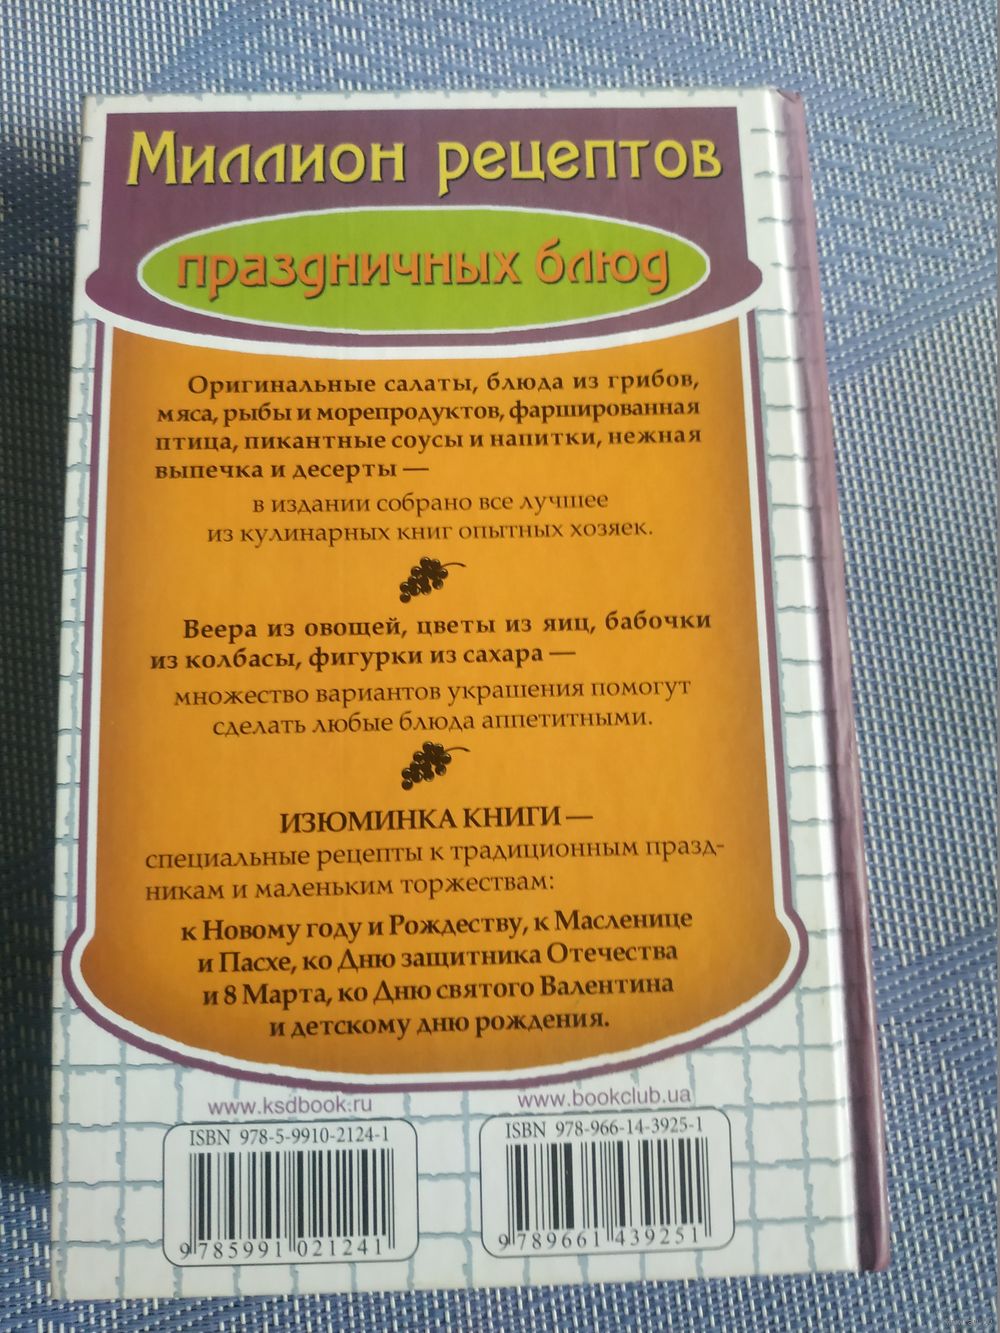 Миллион рецептов
праздничных блюд
Оригинальные салаты, блюда из грибов,
мяса, рыбы и морепродуктов, фаршированная
птица, пикантные соусы и напитки, нежная
выпечка и десерты —
в издании собрано все лучшее
из кулинарных книг опытных хозяек.
Веера из овощей, цветы из яиц, бабочки
из колбасы, фигурки из сахара —
множество вариантов украшения помогут
сделать любые блюда аппетитными.
ИЗЮМИНКА КНИГИ —
специальные рецепты к традиционным празд-
никам и маленьким торжествам:
к Новому году и Рождеству, к Масленице
и Пасхе, ко Дню защитника Отечества
и 8 Марта, ко Дню святого Валентина
и детскому дню рождения.
www.ksdbook.ru
www.bookclub.ua
ISBN 978-5-9910-2124-1
ISBN 978-966-14-3925-1
9 785991 021241
9 789661 439251